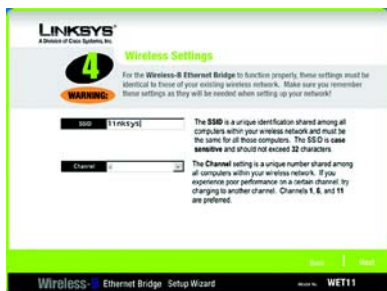 LINKSYS®
A Division of Cisco Systems, Inc.
4
WARNING:
Wireless Settings
For the Wireless-B Ethernet Bridge to function properly, these settings must be
identical to those of your existing wireless network. Make sure you remember
these settings as they will be needed when setting up your network!
SSID linksys
The SSID is a unique identification shared among all
computers within your wireless network and must be
the same for all those computers. The SSID is case
sensitive and should not exceed 32 characters.
Channel
The Channel setting is a unique number shared among
all computers within your wireless network. If you
experience poor performance on a certain channel, try
changing to another channel. Channels 1, 6, and 11
are preferred.
Back Next
Wireless-B Ethernet Bridge Setup Wizard
Model No. WET11